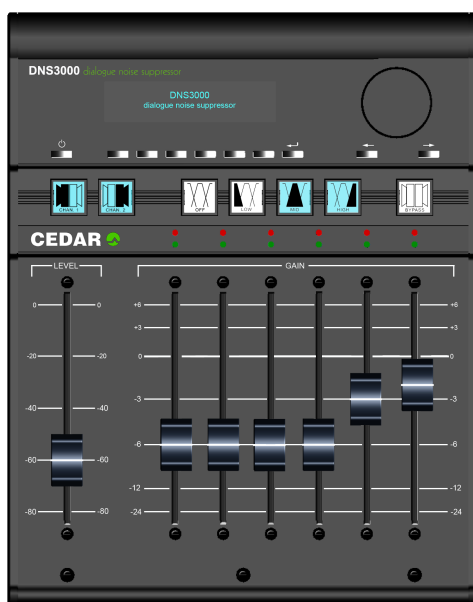 DNS3000 dialogue noise suppressor
DNS3000
dialogue noise suppressor
CHAN. 1
CHAN. 2
OFF
LOW
MID
HIGH
BYPASS
CEDAR
LEVEL
GAIN
0 0 +6 +6
+3 +3
-20 -20 0 0
-40 -40 -3 -3
-60 -60 -6 -6
-12 -12
-80 -80 -24 -24